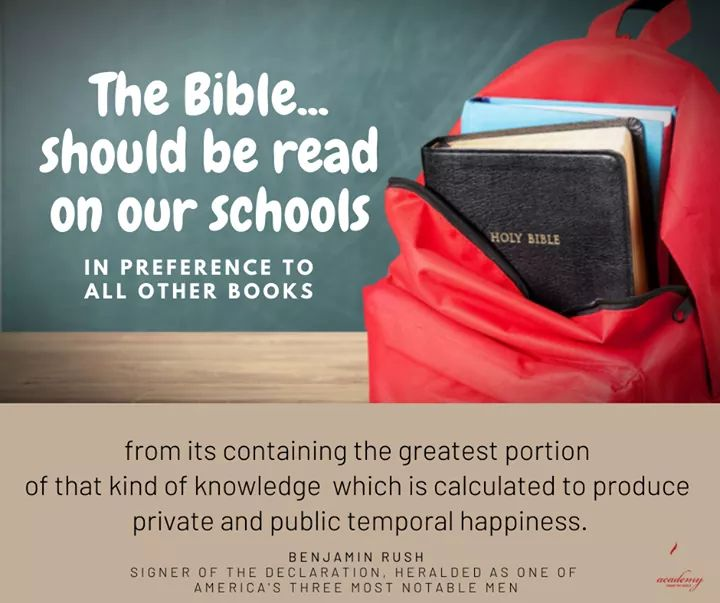 The Bible...
should be read
on our schools
IN PREFERENCE TO
ALL OTHER BOOKS
HOLY BIBLE
from its containing the greatest portion
of that kind of knowledge which is calculated to produce
private and public temporal happiness.
BENJAMIN RUSH
SIGNER OF THE DECLARATION, HERALDED AS ONE OF
AMERICA'S THREE MOST NOTABLE MEN
academy